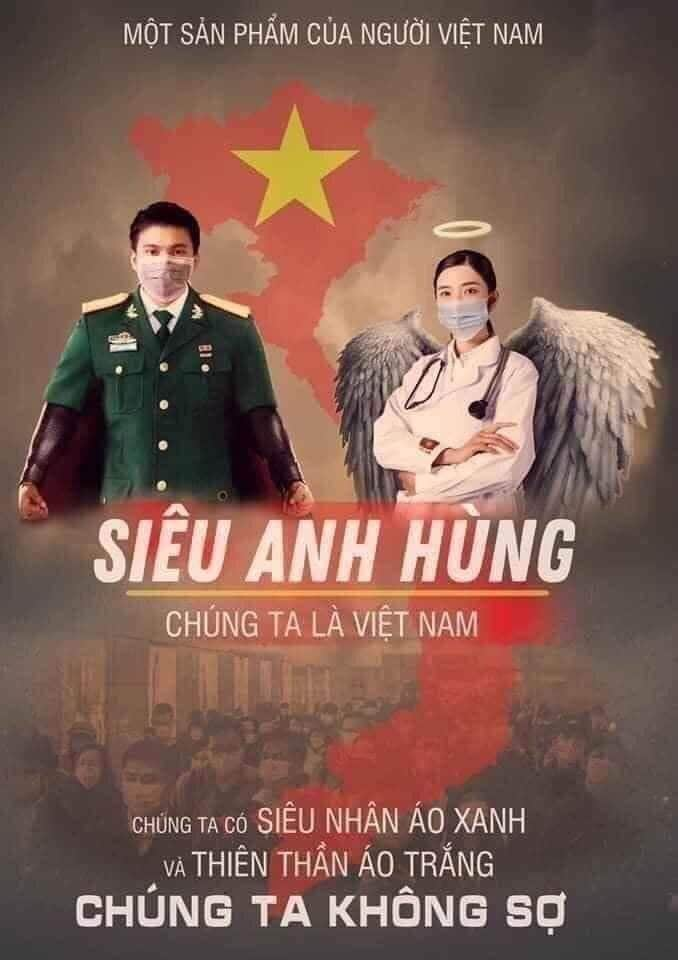 MỘT SẢN PHẨM CỦA NGƯỜI VIỆT NAM
SIÊU ANH HÙNG
CHÚNG TA LÀ VIỆT NAM
CHÚNG TA CÓ SIÊU NHÂN ÁO XANH
VÀ THIÊN THẦN ÁO TRẮNG
CHÚNG TA KHÔNG SỢ